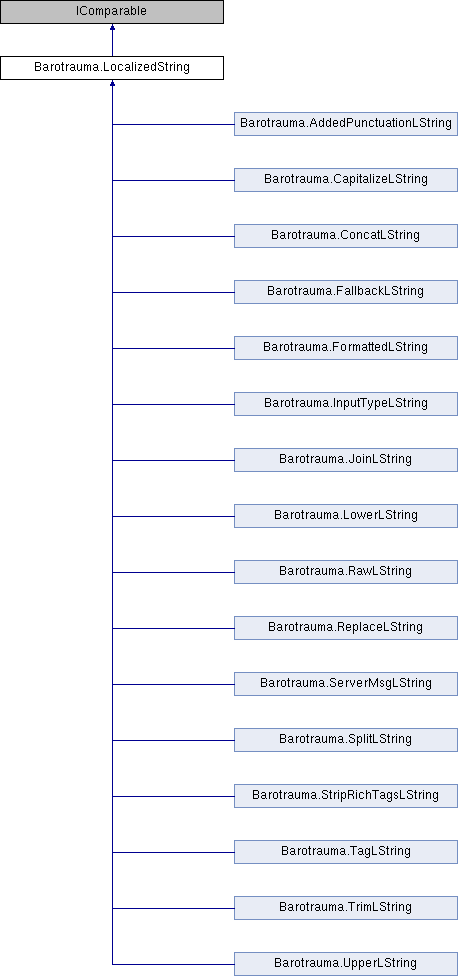 IComparable
Barotrauma.LocalizedString
Barotrauma.AddedPunctuationLString
Barotrauma.CapitalizeLString
Barotrauma.ConcatLString
Barotrauma.FallbackLString
Barotrauma.FormattedLString
Barotrauma.InputTypeLString
Barotrauma.JoinLString
Barotrauma.LowerLString
Barotrauma.RawLString
Barotrauma.ReplaceLString
Barotrauma.ServerMsgLString
Barotrauma.SplitLString
Barotrauma.StripRichTagsLString
Barotrauma.TagLString
Barotrauma.TrimLString
Barotrauma.UpperLString